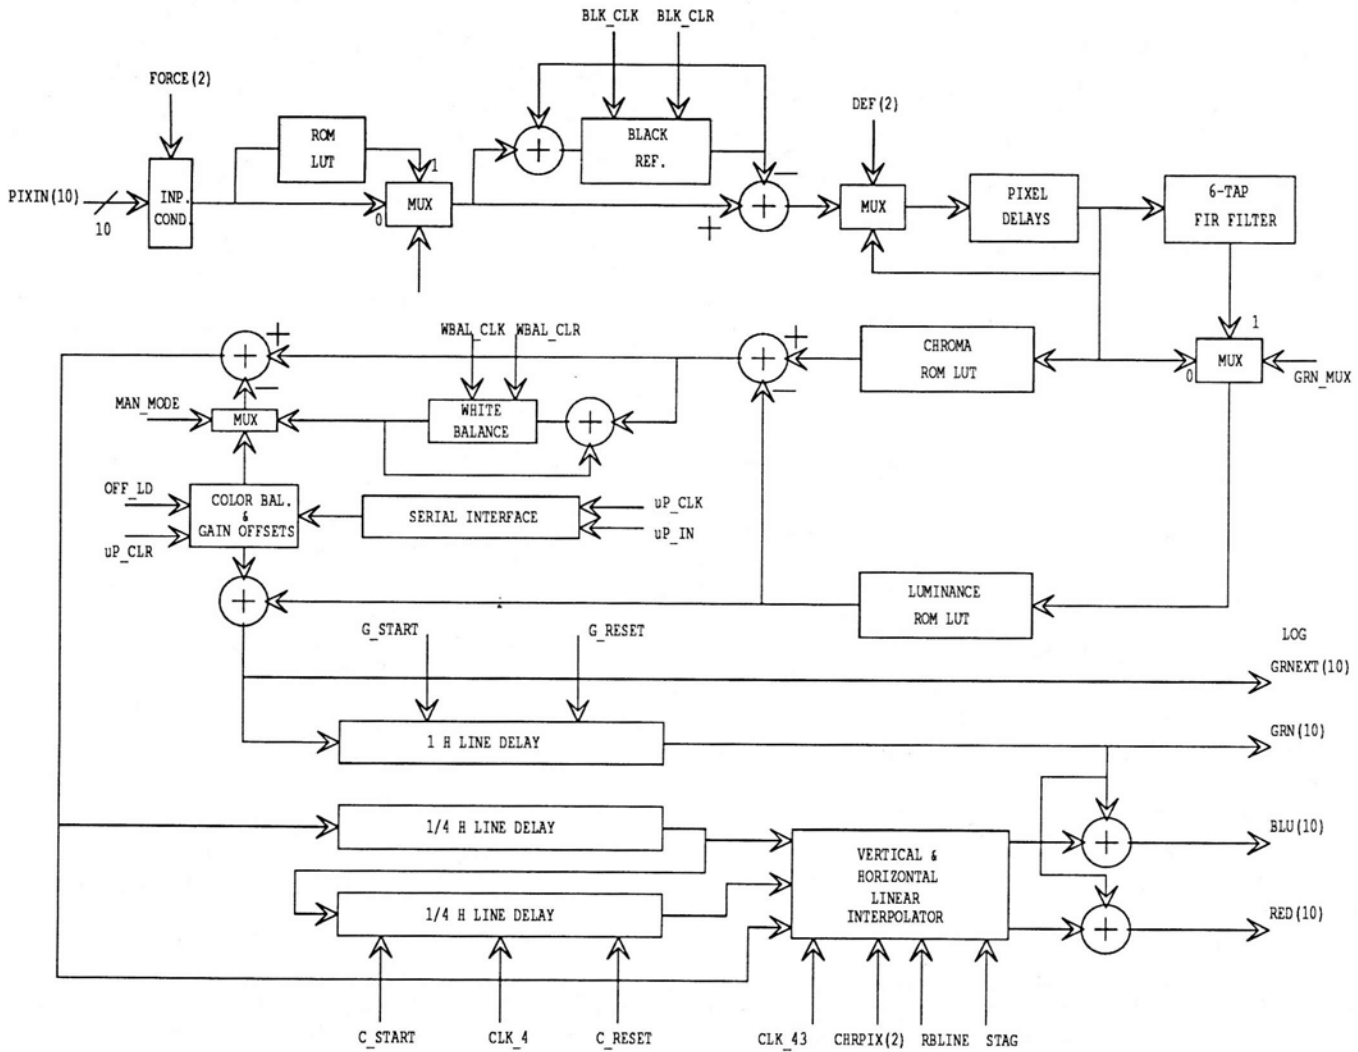 BLK_CLK BLK_CLR
FORCE(2)
ROM
LUT
BLACK
REF.
DEF(2)
PIXIN(10)
10
INP.
COND.
1
MUX
0
MUX
PIXEL
DELAYS
6-TAP
FIR FILTER
WBAL_CLK WBAL_CLR
CHROMA
ROM LUT
1
MUX
0
GRN_MUX
MAN_MODE
MUX
WHITE
BALANCE
OFF_LD
COLOR BAL.
&
GAIN OFFSETS
uP_CLR
SERIAL INTERFACE
uP_CLK
uP_IN
LUMINANCE
ROM LUT
G_START G_RESET
LOG
GRNEXT(10)
1 H LINE DELAY
GRN(10)
1/4 H LINE DELAY
1/4 H LINE DELAY
VERTICAL &
HORIZONTAL
LINEAR
INTERPOLATOR
BLU(10)
RED(10)
C_START CLK_4 C_RESET CLK_43 CHRPIX(2) RBLINE STAG